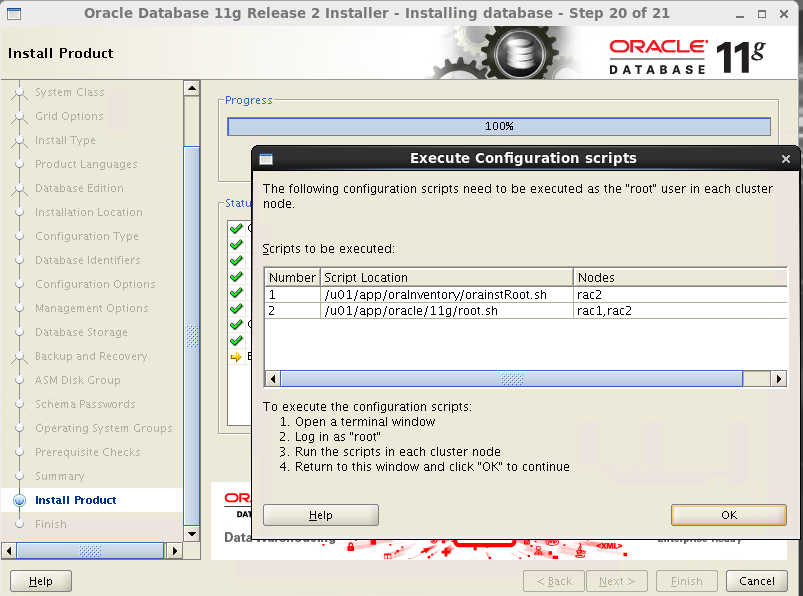 Oracle Database 11g Release 2 Installer - Installing database - Step 20 of 21
Install Product
ORACLE
DATABASE
11g
System Class
Grid Options
Install Type
Product Languages
Database Edition
Installation Location
Configuration Type
Database Identifiers
Configuration Options
Management Options
Database Storage
Backup and Recovery
ASM Disk Group
Schema Passwords
Operating System Groups
Prerequisite Checks
Summary
Install Product
Finish
Progress
100%
Execute Configuration scripts
The following configuration scripts need to be executed as the "root" user in each cluster
node.
Scripts to be executed:
Number Script Location Nodes
1 /u01/app/oraInventory/orainstRoot.sh rac2
2 /u01/app/oracle/11g/root.sh rac1,rac2
To execute the configuration scripts:
1. Open a terminal window
2. Log in as "root"
3. Run the scripts in each cluster node
4. Return to this window and click "OK" to continue
Help OK
<XML>
Help < Back Next > Finish Cancel